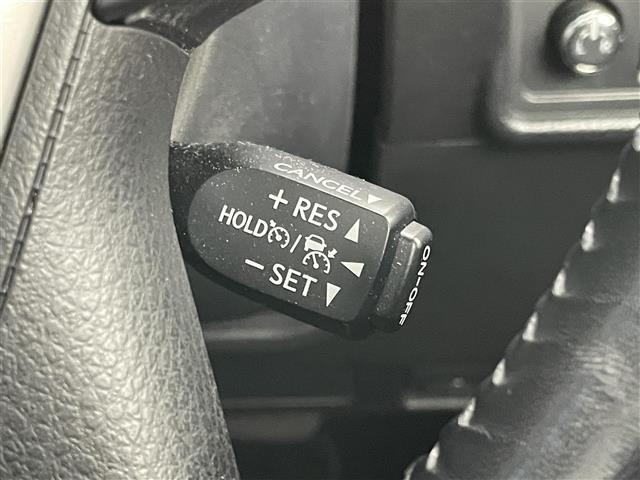 CANCEL▼
+ RES ▲
HOLD /
− SET ▼
ON-OFF